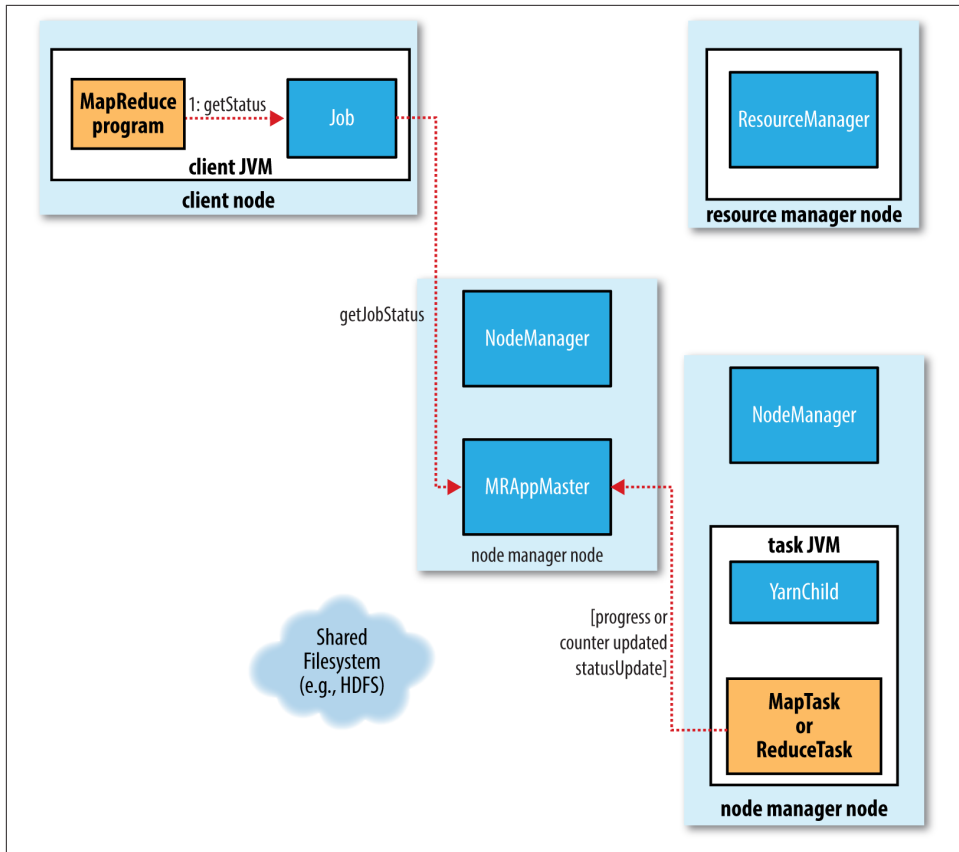 MapReduce
program
1: getStatus
Job
client JVM
client node
ResourceManager
resource manager node
getJobStatus
NodeManager
MRAppMaster
node manager node
NodeManager
task JVM
YarnChild
MapTask
or
ReduceTask
node manager node
[progress or
counter updated
statusUpdate]
Shared
Filesystem
(e.g., HDFS)